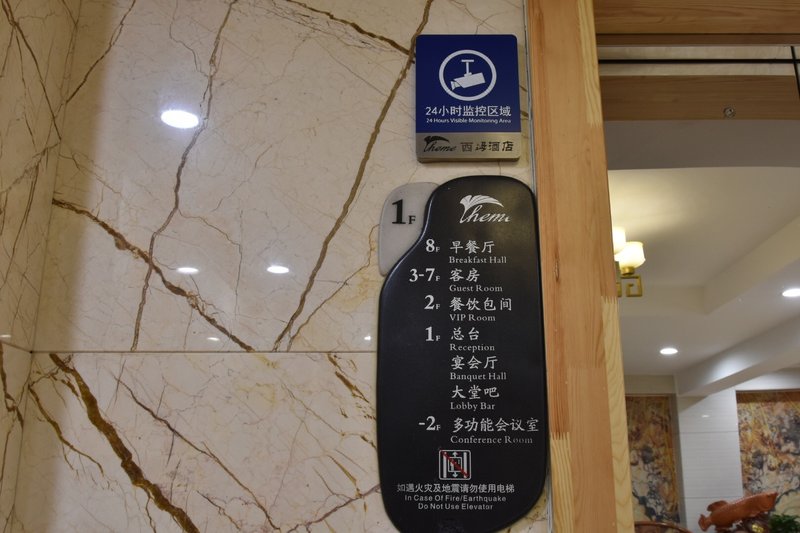 24小时监控区域
24 Hours Visible Monitoring Area
Theme 西姆酒店
1F
Theme
8F 早餐厅
Breakfast Hall
3-7F 客房
Guest Room
2F 餐饮包间
VIP Room
1F 总台
Reception
宴会厅
Banquet Hall
大堂吧
Lobby Bar
-2F 多功能会议室
Conference Room
如遇火灾及地震请勿使用电梯
In Case Of Fire/Earthquake
Do Not Use Elevator